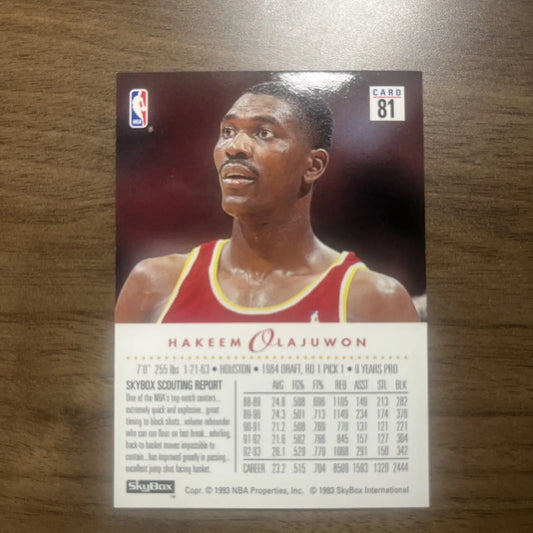 CARD
81
NBA
HAKEEM OLAJUWON
7'0" 255 lbs 1-21-63 • HOUSTON • 1984 DRAFT, RD 1 PICK 1 • 9 YEARS PRO
SKYBOX SCOUTING REPORT
One of the NBA's top-notch centers...
extremely quick and explosive... great
timing to block shots... volume rebounder
who can run floor on fast break...whirling,
back-to-basket moves impossible to
contain...has improved greatly in passing...
excellent jump shot facing basket.
AVG FG% FT% REB ASST STL BLK
88-89 24.8 .508 .696 1105 149 213 282
89-90 24.3 .501 .713 1149 234 174 376
90-91 21.2 .508 .769 770 131 121 221
91-92 21.6 .502 .766 845 157 127 304
92-93 26.1 .529 .779 1068 291 150 342
CAREER 23.2 .515 .704 1320 2444
SkyBox ™
Copr. © 1993 NBA Properties, Inc. © 1993 SkyBox International